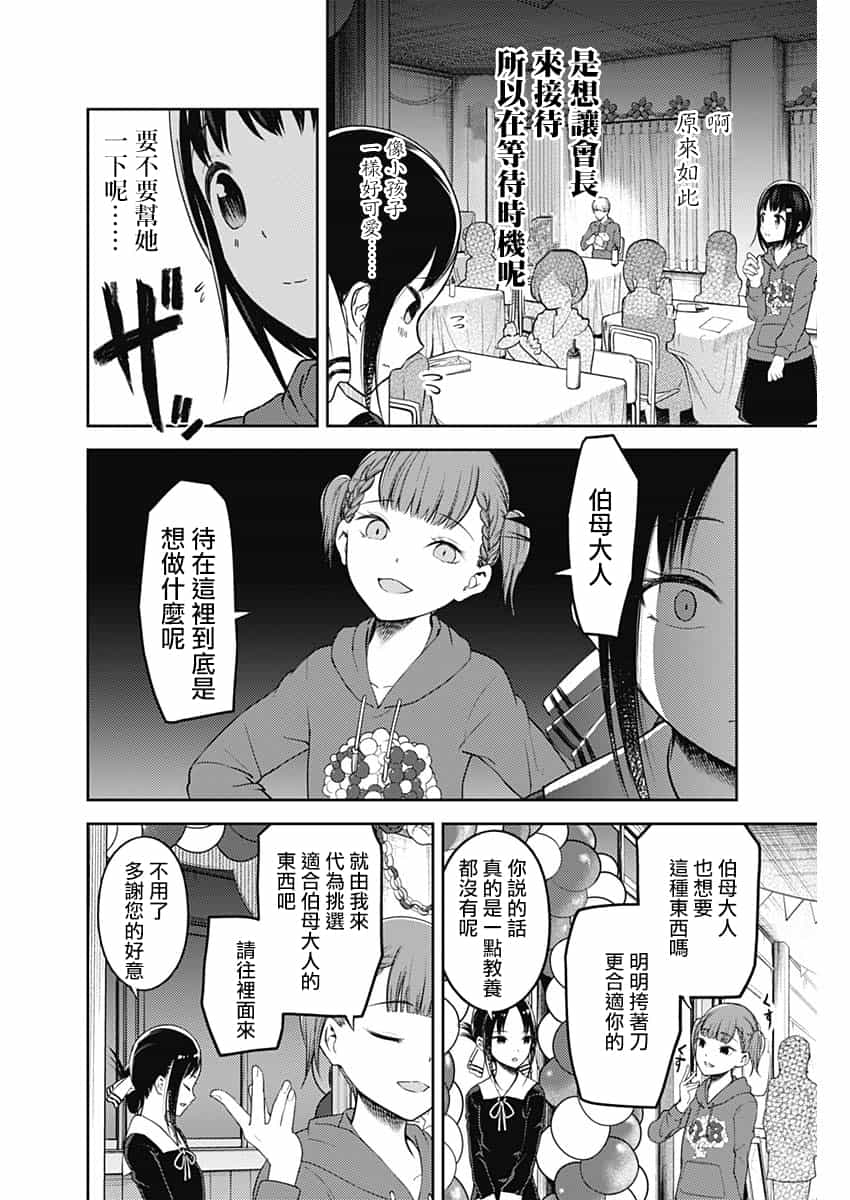 啊
原來如此
是想讓會長
來接待
所以在等待時機呢
像小孩子
一樣好可愛……
要不要幫她
一下呢……
伯母大人
待在這裡到底是
想做什麼呢
伯母大人
也想要
這種東西嗎
明明挎著刀
更合適你的
你説的話
真的是一點教養
都沒有呢
就由我來
代為挑選
適合伯母大人的
東西吧
請往裡面來
不用了
多謝您的好意
2B